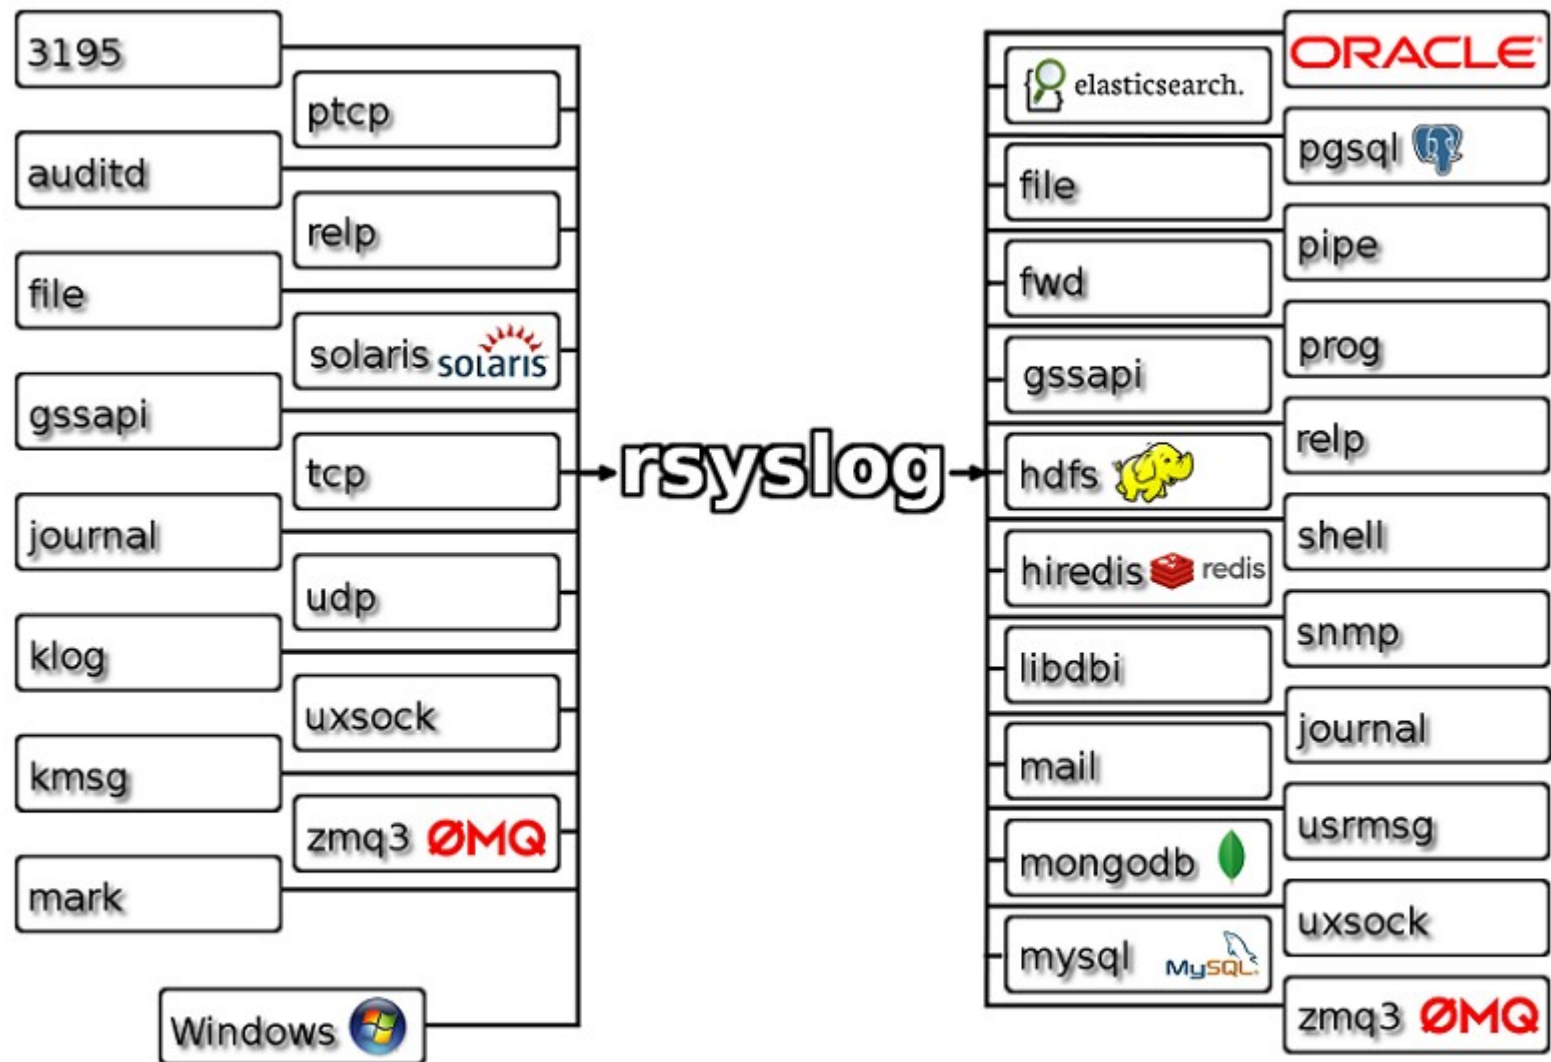 3195
ptcp
auditd
relp
file
solaris solaris
gssapi
tcp
journal
udp
klog
uxsock
kmsg
zmq3 ØMQ
mark
Windows
rsyslog
ORACLE
elasticsearch.
pgsql
file
pipe
fwd
prog
gssapi
relp
hdfs
shell
hiredis redis
snmp
libdbi
journal
mail
usrmsg
mongodb
uxsock
mysql MySQL
zmq3 ØMQ